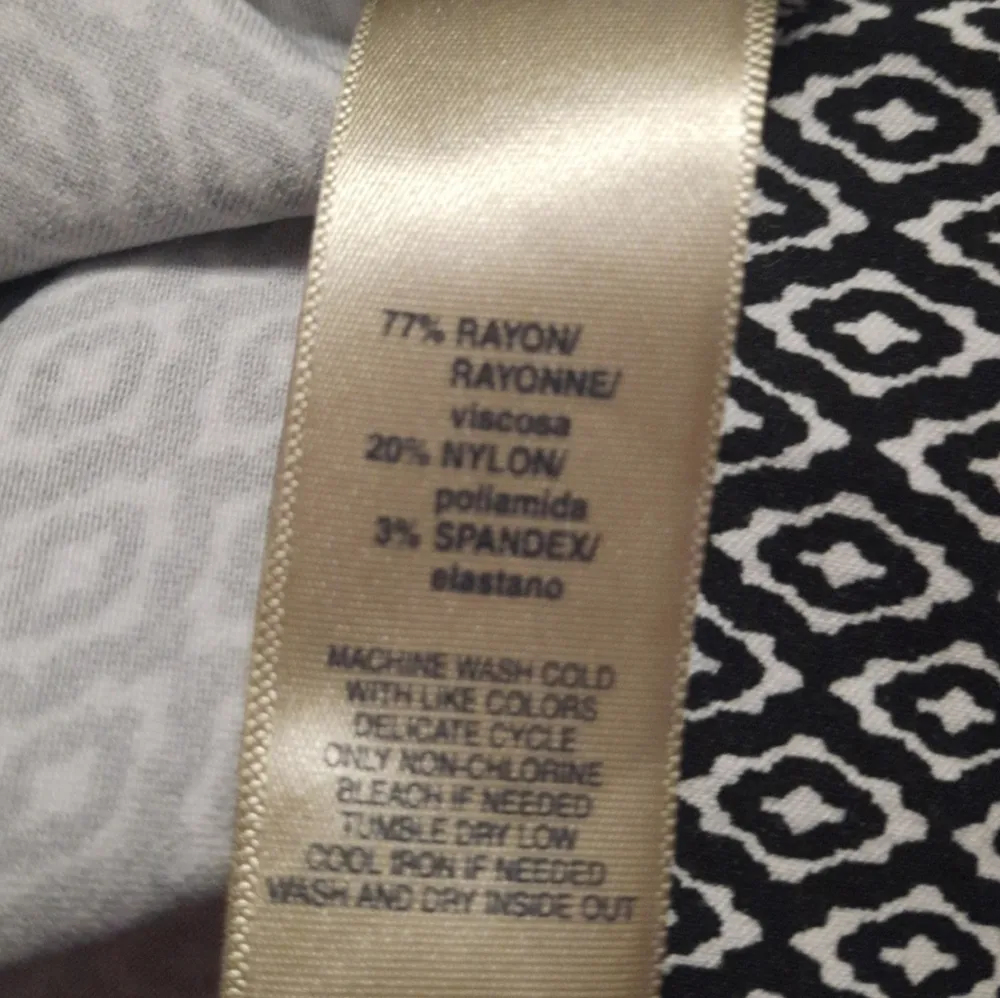 77% RAYON/
RAYONNE/
viscosa
20% NYLON/
poliamida
3% SPANDEX/
elastano
MACHINE WASH COLD
WITH LIKE COLORS
DELICATE CYCLE
ONLY NON-CHLORINE
BLEACH IF NEEDED
TUMBLE DRY LOW
COOL IRON IF NEEDED
WASH AND DRY INSIDE OUT